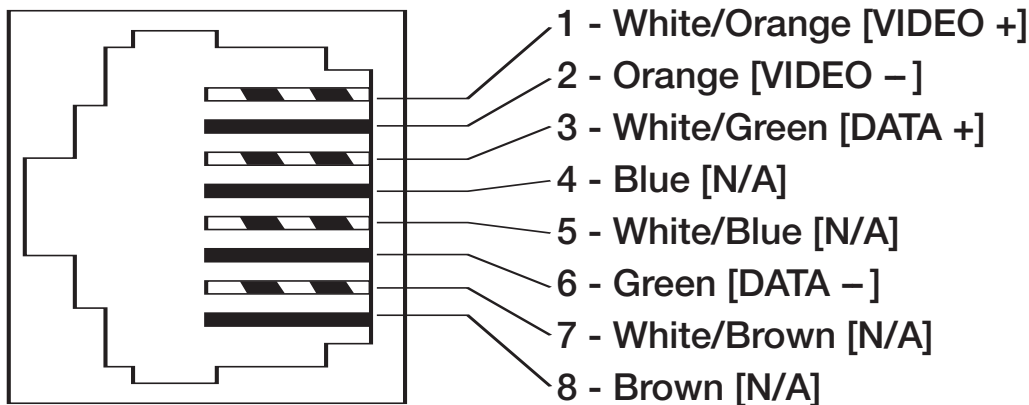 1 - White/Orange [VIDEO +]
2 - Orange [VIDEO – ]
3 - White/Green [DATA +]
4 - Blue [N/A]
5 - White/Blue [N/A]
6 - Green [DATA – ]
7 - White/Brown [N/A]
8 - Brown [N/A]